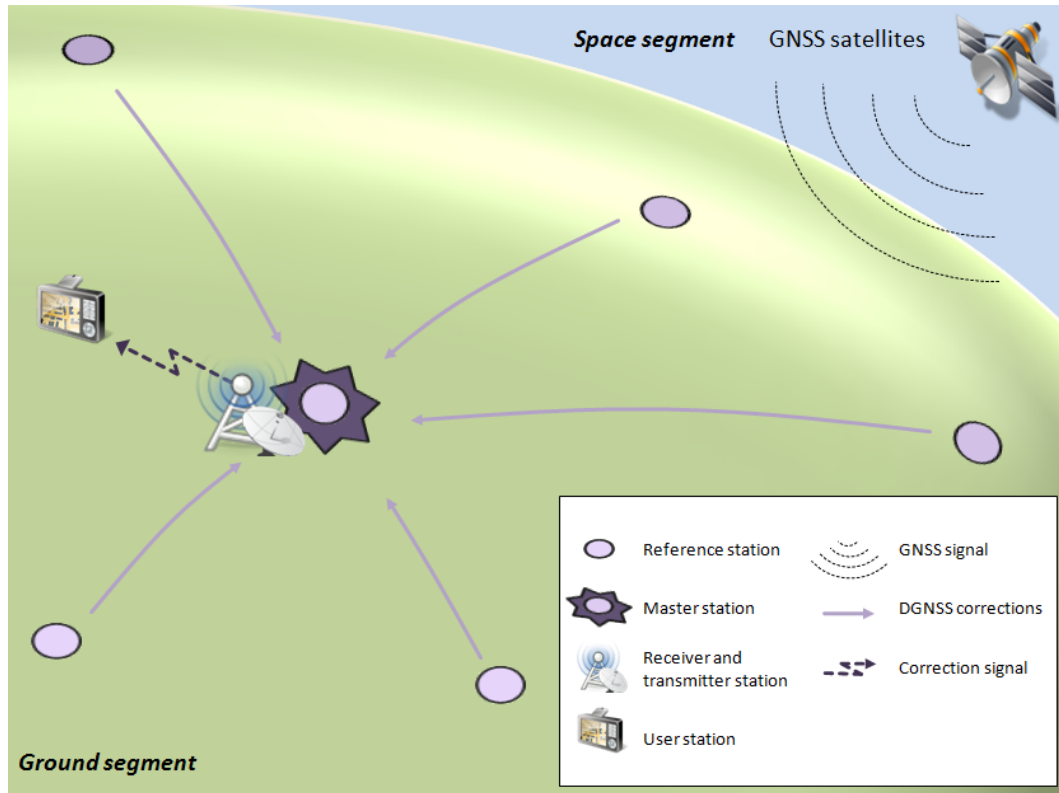 Space segment GNSS satellites
Reference station
GNSS signal
Master station
DGNSS corrections
Receiver and
transmitter station
Correction signal
User station
Ground segment